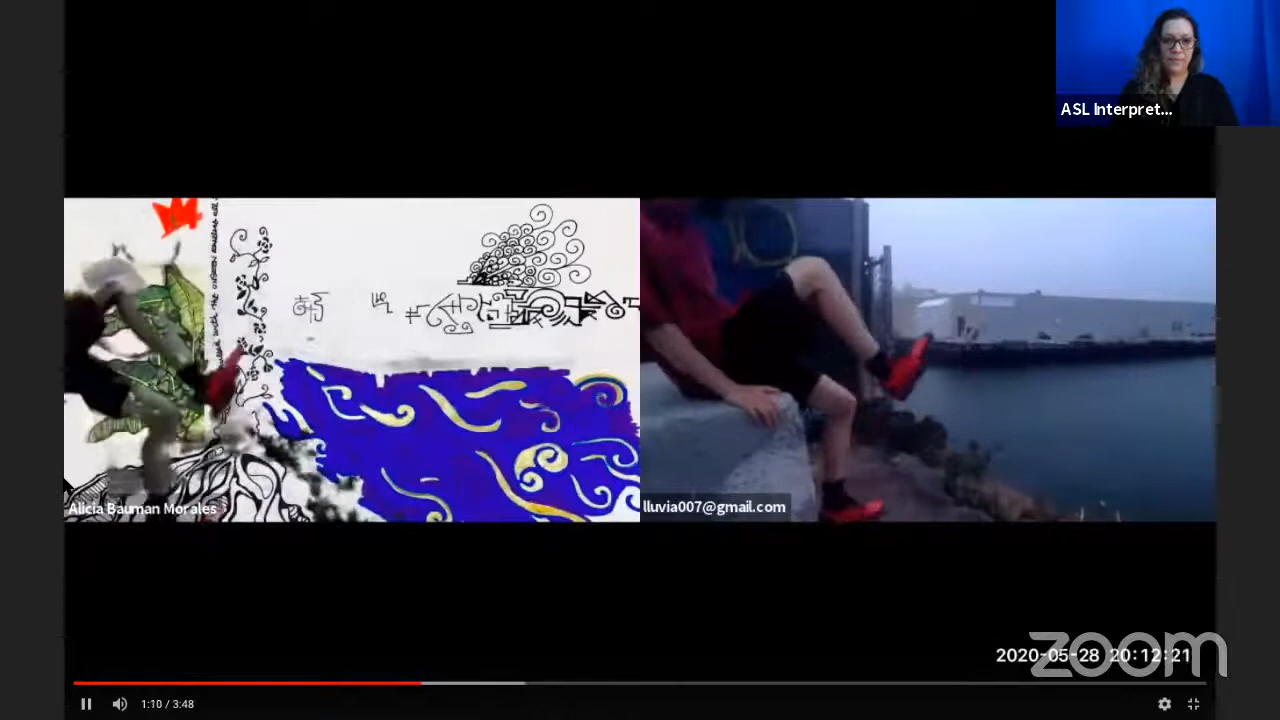 ASL Interpret...
Alicia Bauman Morales
lluvia007@gmail.com
2020-05-28 20:12:21
zoom
1:10 / 3:48